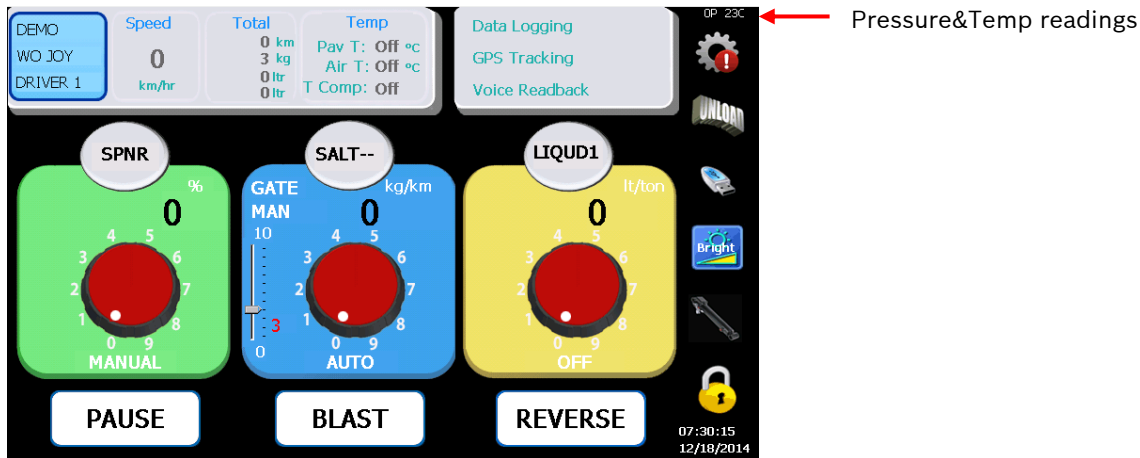 DEMO
WO JOY
DRIVER 1
Speed
0
km/hr
Total
0 km
3 kg
0 ltr
0 ltr
Temp
Pav T: Off ºc
Air T: Off ºc
T Comp: Off
Data Logging
GPS Tracking
Voice Readback
0P 23C
Pressure&Temp readings
UNLOAD
SPNR
%
0
0 1 2 3 4 5 6 7 8 9
MANUAL
SALT--
GATE
MAN
kg/km
0
10
3
0
0 1 2 3 4 5 6 7 8 9
AUTO
LIQUD1
lt/ton
0
0 1 2 3 4 5 6 7 8 9
OFF
Bright
PAUSE
BLAST
REVERSE
07:30:15
12/18/2014